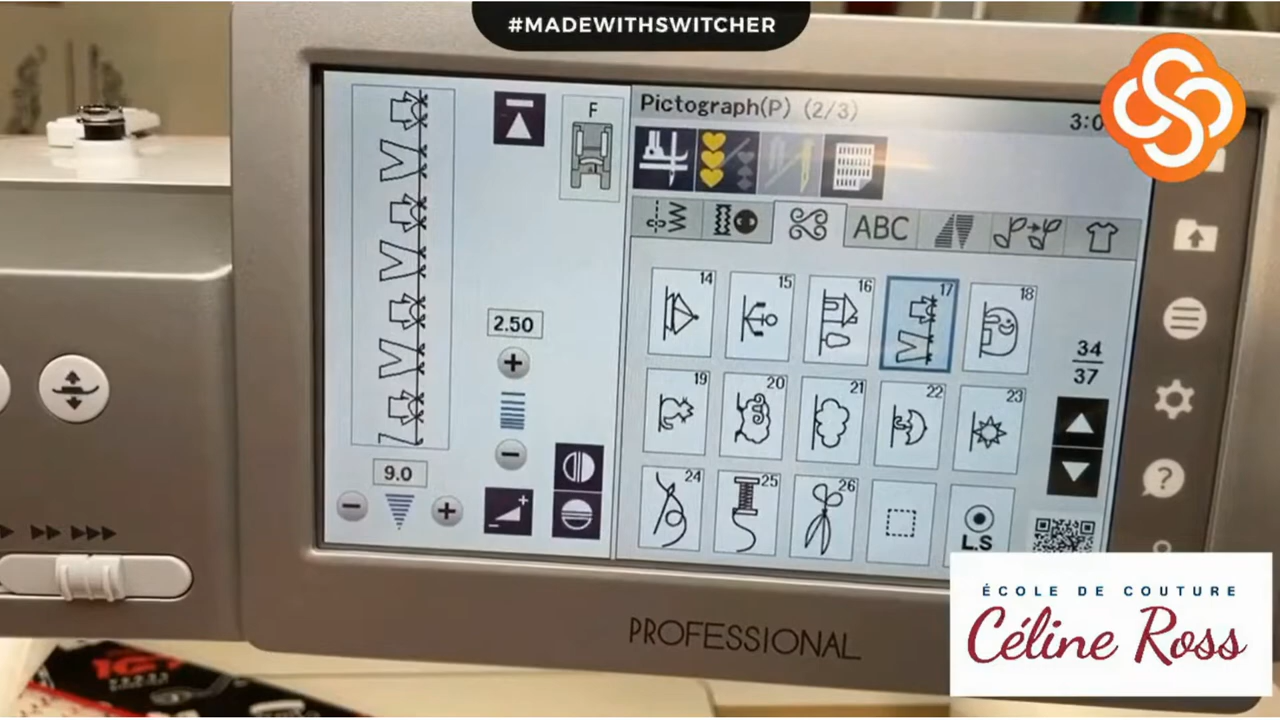 #MADEWITHSWITCHER
F
Pictograph(P) (2/3)
3:0
ABC
14
15
16
17
18
2.50
34
37
19
20
21
22
23
9.0
24
25
26
L.S
PROFESSIONAL
ÉCOLE DE COUTURE
Céline Ross